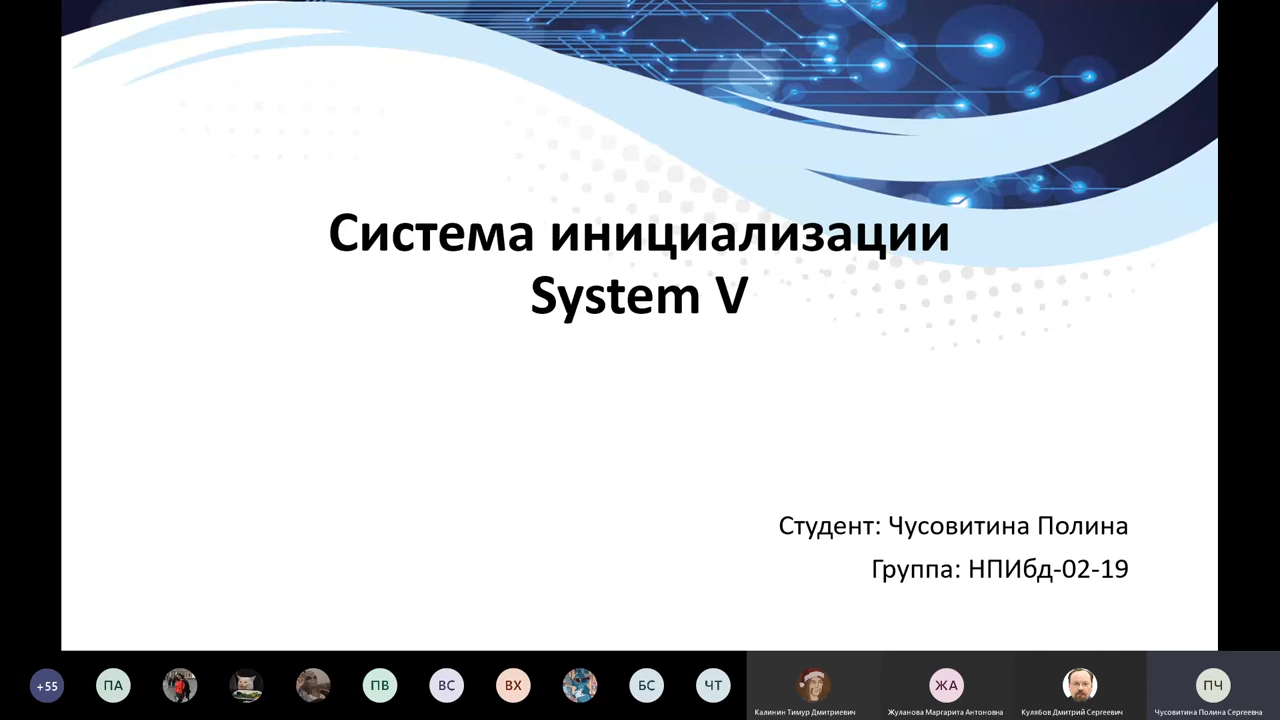 Система инициализации
System V
Студент: Чусовитина Полина
Группа: НПИбд-02-19
+55
ПА
ПВ
ВС
ВХ
БС
ЧТ
ЖА
ПЧ
Калинин Тимур Дмитриевич
Жуланова Маргарита Антоновна
Кулябов Дмитрий Сергеевич
Чусовитина Полина Сергеевна